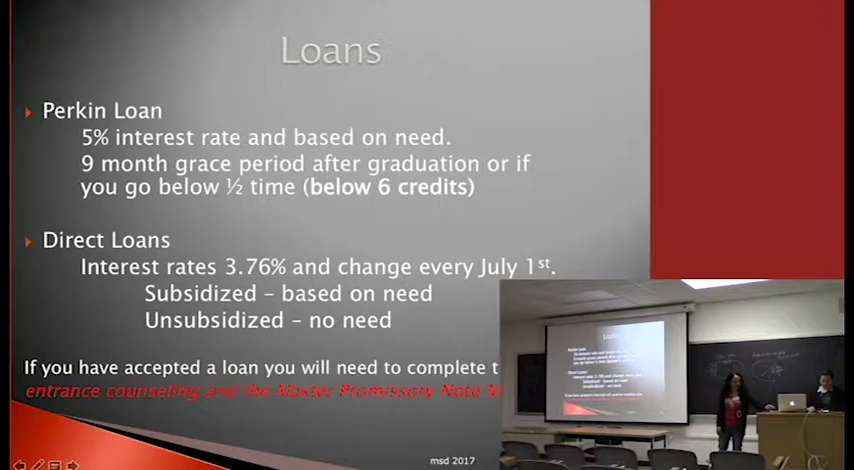 Loans
Perkin Loan
5% interest rate and based on need.
9 month grace period after graduation or if
you go below ½ time (below 6 credits)
Direct Loans
Interest rates 3.76% and change every July 1st.
Subsidized – based on need
Unsubsidized – no need
If you have accepted a loan you will need to complete t
entrance counseling and the Master Promissory Note
msd 2017
Loans